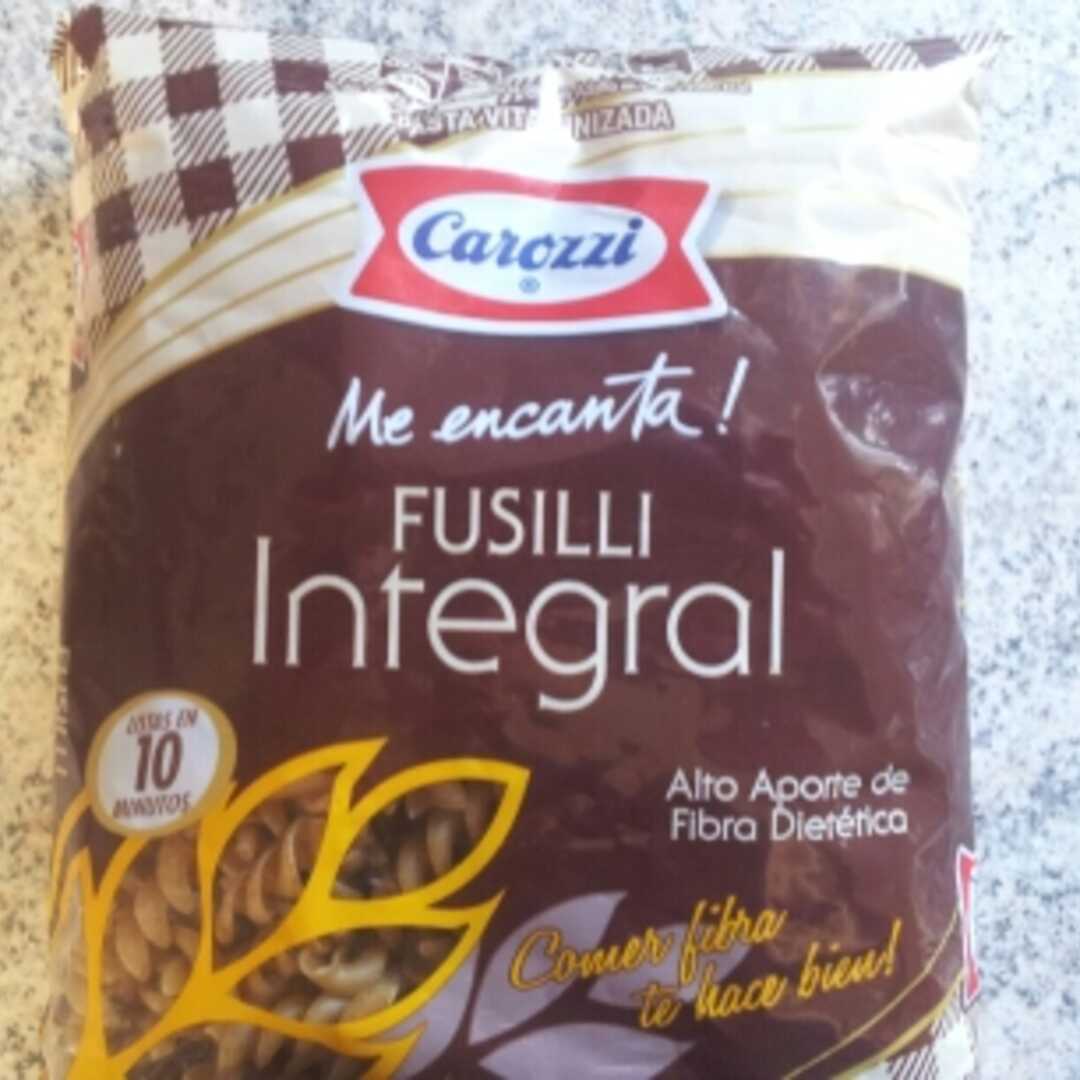 PASTA VITAMINIZADA
Carozzi
®
Me encanta!
FUSILLI
Integral
LISTAS EN
10
MINUTOS
Alto Aporte de
Fibra Dietética
Comer fibra
te hace bien!